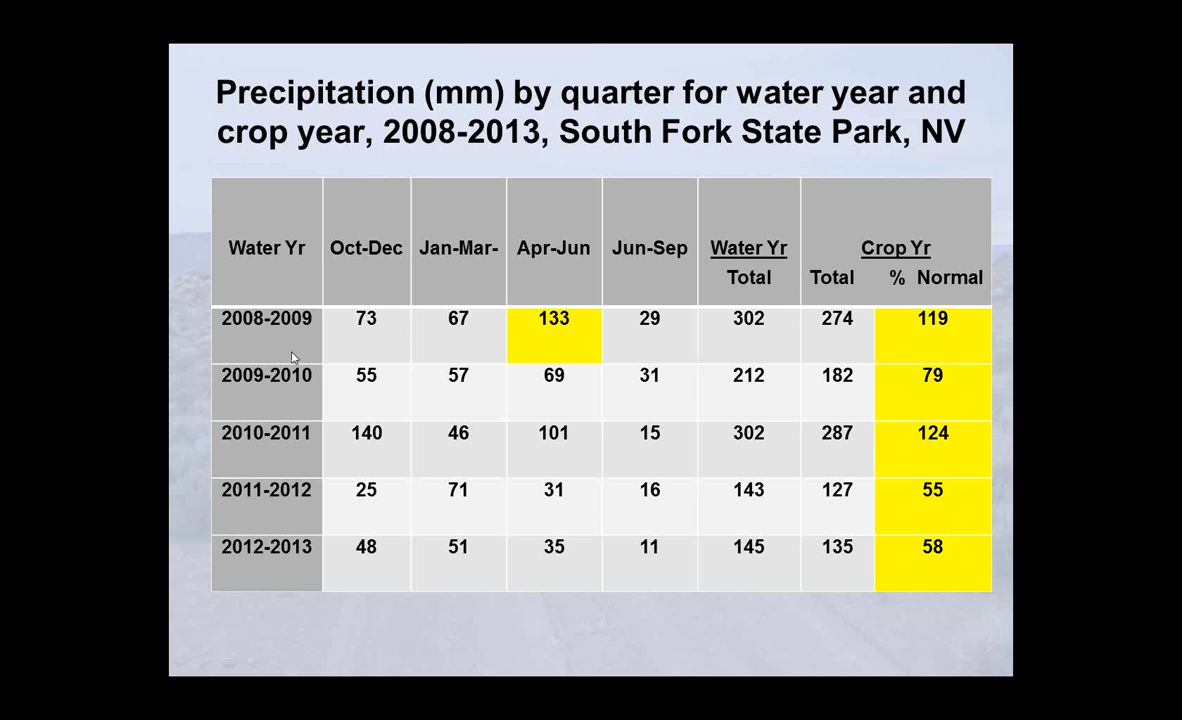 Precipitation (mm) by quarter for water year and
crop year, 2008-2013, South Fork State Park, NV
Water Yr Oct-Dec Jan-Mar- Apr-Jun Jun-Sep Water Yr Crop Yr
Total Total % Normal
2008-2009 73 67 133 29 302 274 119
2009-2010 55 57 69 31 212 182 79
2010-2011 140 46 101 15 302 287 124
2011-2012 25 71 31 16 143 127 55
2012-2013 48 51 35 11 145 135 58